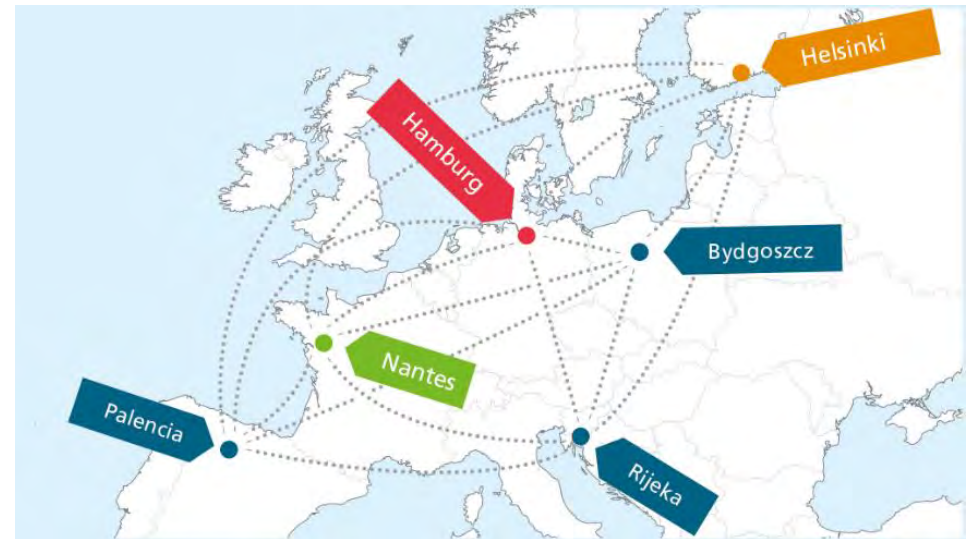 Helsinki
Hamburg
Bydgoszcz
Nantes
Palencia
Rijeka